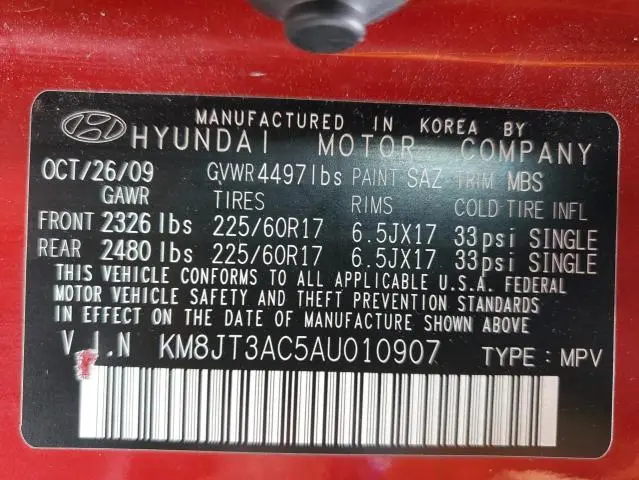 MANUFACTURED IN KOREA BY
HYUNDAI MOTOR COMPANY
OCT/26/09 GVWR 4497lbs PAINT SAZ TRIM MBS
GAWR TIRES RIMS COLD TIRE INFL
FRONT 2326 lbs 225/60R17 6.5JX17 33psi SINGLE
REAR 2480 lbs 225/60R17 6.5JX17 33psi SINGLE
THIS VEHICLE CONFORMS TO ALL APPLICABLE U.S.A. FEDERAL
MOTOR VEHICLE SAFETY AND THEFT PREVENTION STANDARDS
IN EFFECT ON THE DATE OF MANUFACTURE SHOWN ABOVE
V.I.N KM8JT3AC5AU010907 TYPE: MPV